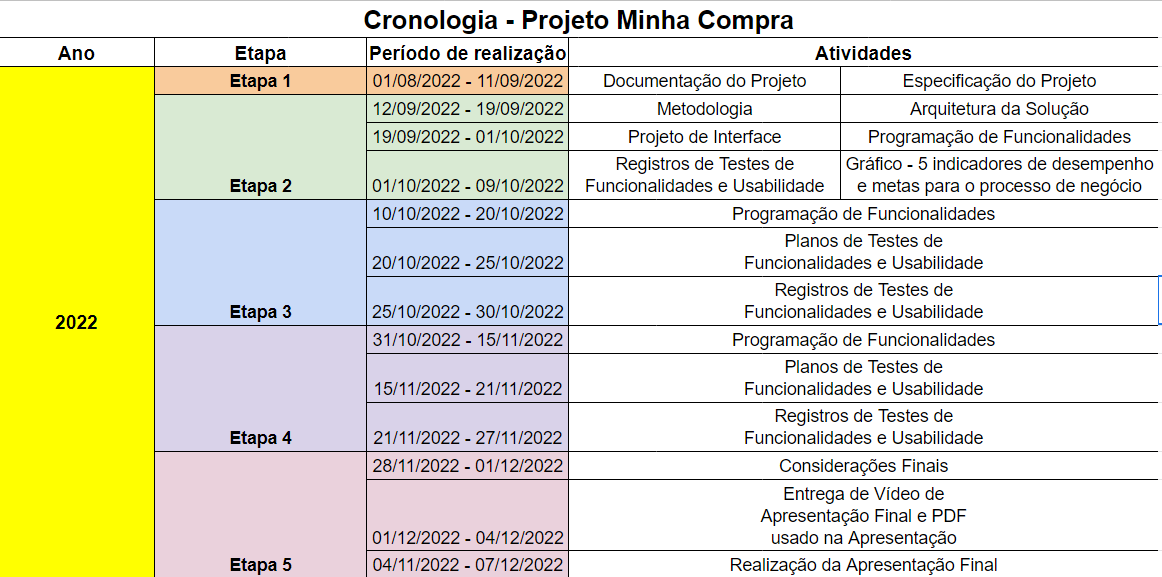 Cronologia - Projeto Minha Compra
Ano Etapa Período de realização Atividades
Etapa 1 01/08/2022 - 11/09/2022 Documentação do Projeto Especificação do Projeto
12/09/2022 - 19/09/2022 Metodologia Arquitetura da Solução
19/09/2022 - 01/10/2022 Projeto de Interface Programação de Funcionalidades
Registros de Testes de Gráfico - 5 indicadores de desempenho
Etapa 2 01/10/2022 - 09/10/2022 Funcionalidades e Usabilidade e metas para o processo de negócio
10/10/2022 - 20/10/2022 Programação de Funcionalidades
Planos de Testes de
20/10/2022 - 25/10/2022 Funcionalidades e Usabilidade
Registros de Testes de
Etapa 3 25/10/2022 - 30/10/2022 Funcionalidades e Usabilidade
2022
31/10/2022 - 15/11/2022 Programação de Funcionalidades
Planos de Testes de
15/11/2022 - 21/11/2022 Funcionalidades e Usabilidade
Registros de Testes de
Etapa 4 21/11/2022 - 27/11/2022 Funcionalidades e Usabilidade
28/11/2022 - 01/12/2022 Considerações Finais
Entrega de Vídeo de
Apresentação Final e PDF
01/12/2022 - 04/12/2022 usado na Apresentação
Etapa 5 04/11/2022 - 07/12/2022 Realização da Apresentação Final